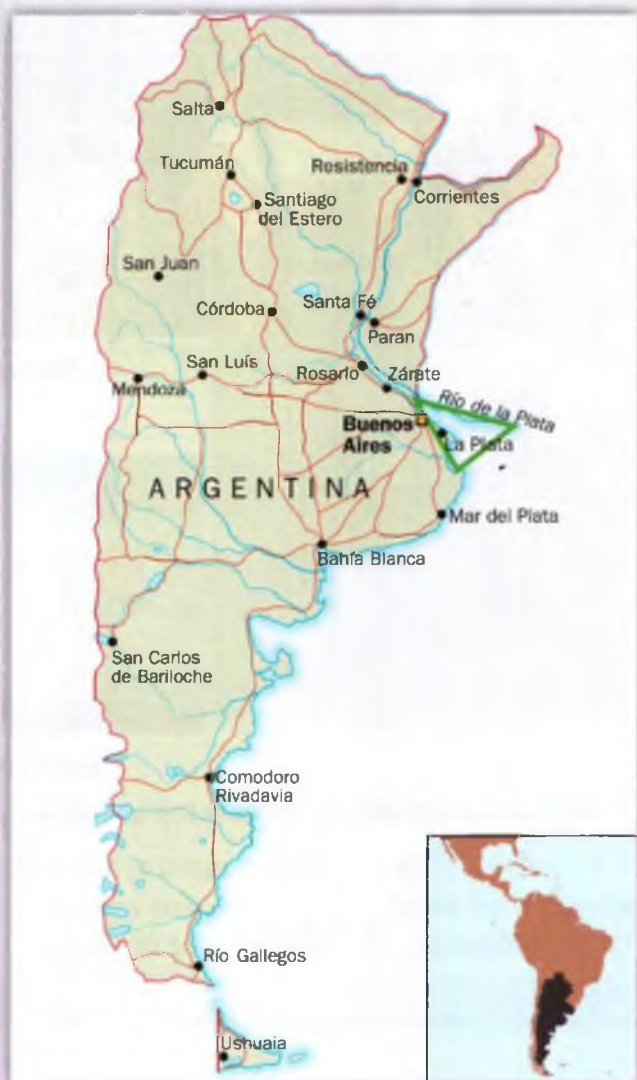 Salta
Tucumán
Resistencia
Corrientes
Santiago
del Estero
San Juan
Santa Fé
Córdoba
Paran
San Luís
Rosario
Zárate
Mendoza
Río de la Plata
Buenos
Aires
La Plata
ARGENTINA
Mar del Plata
Bahía Blanca
San Carlos
de Bariloche
Comodoro
Rivadavia
Río Gallegos
Ushuaia